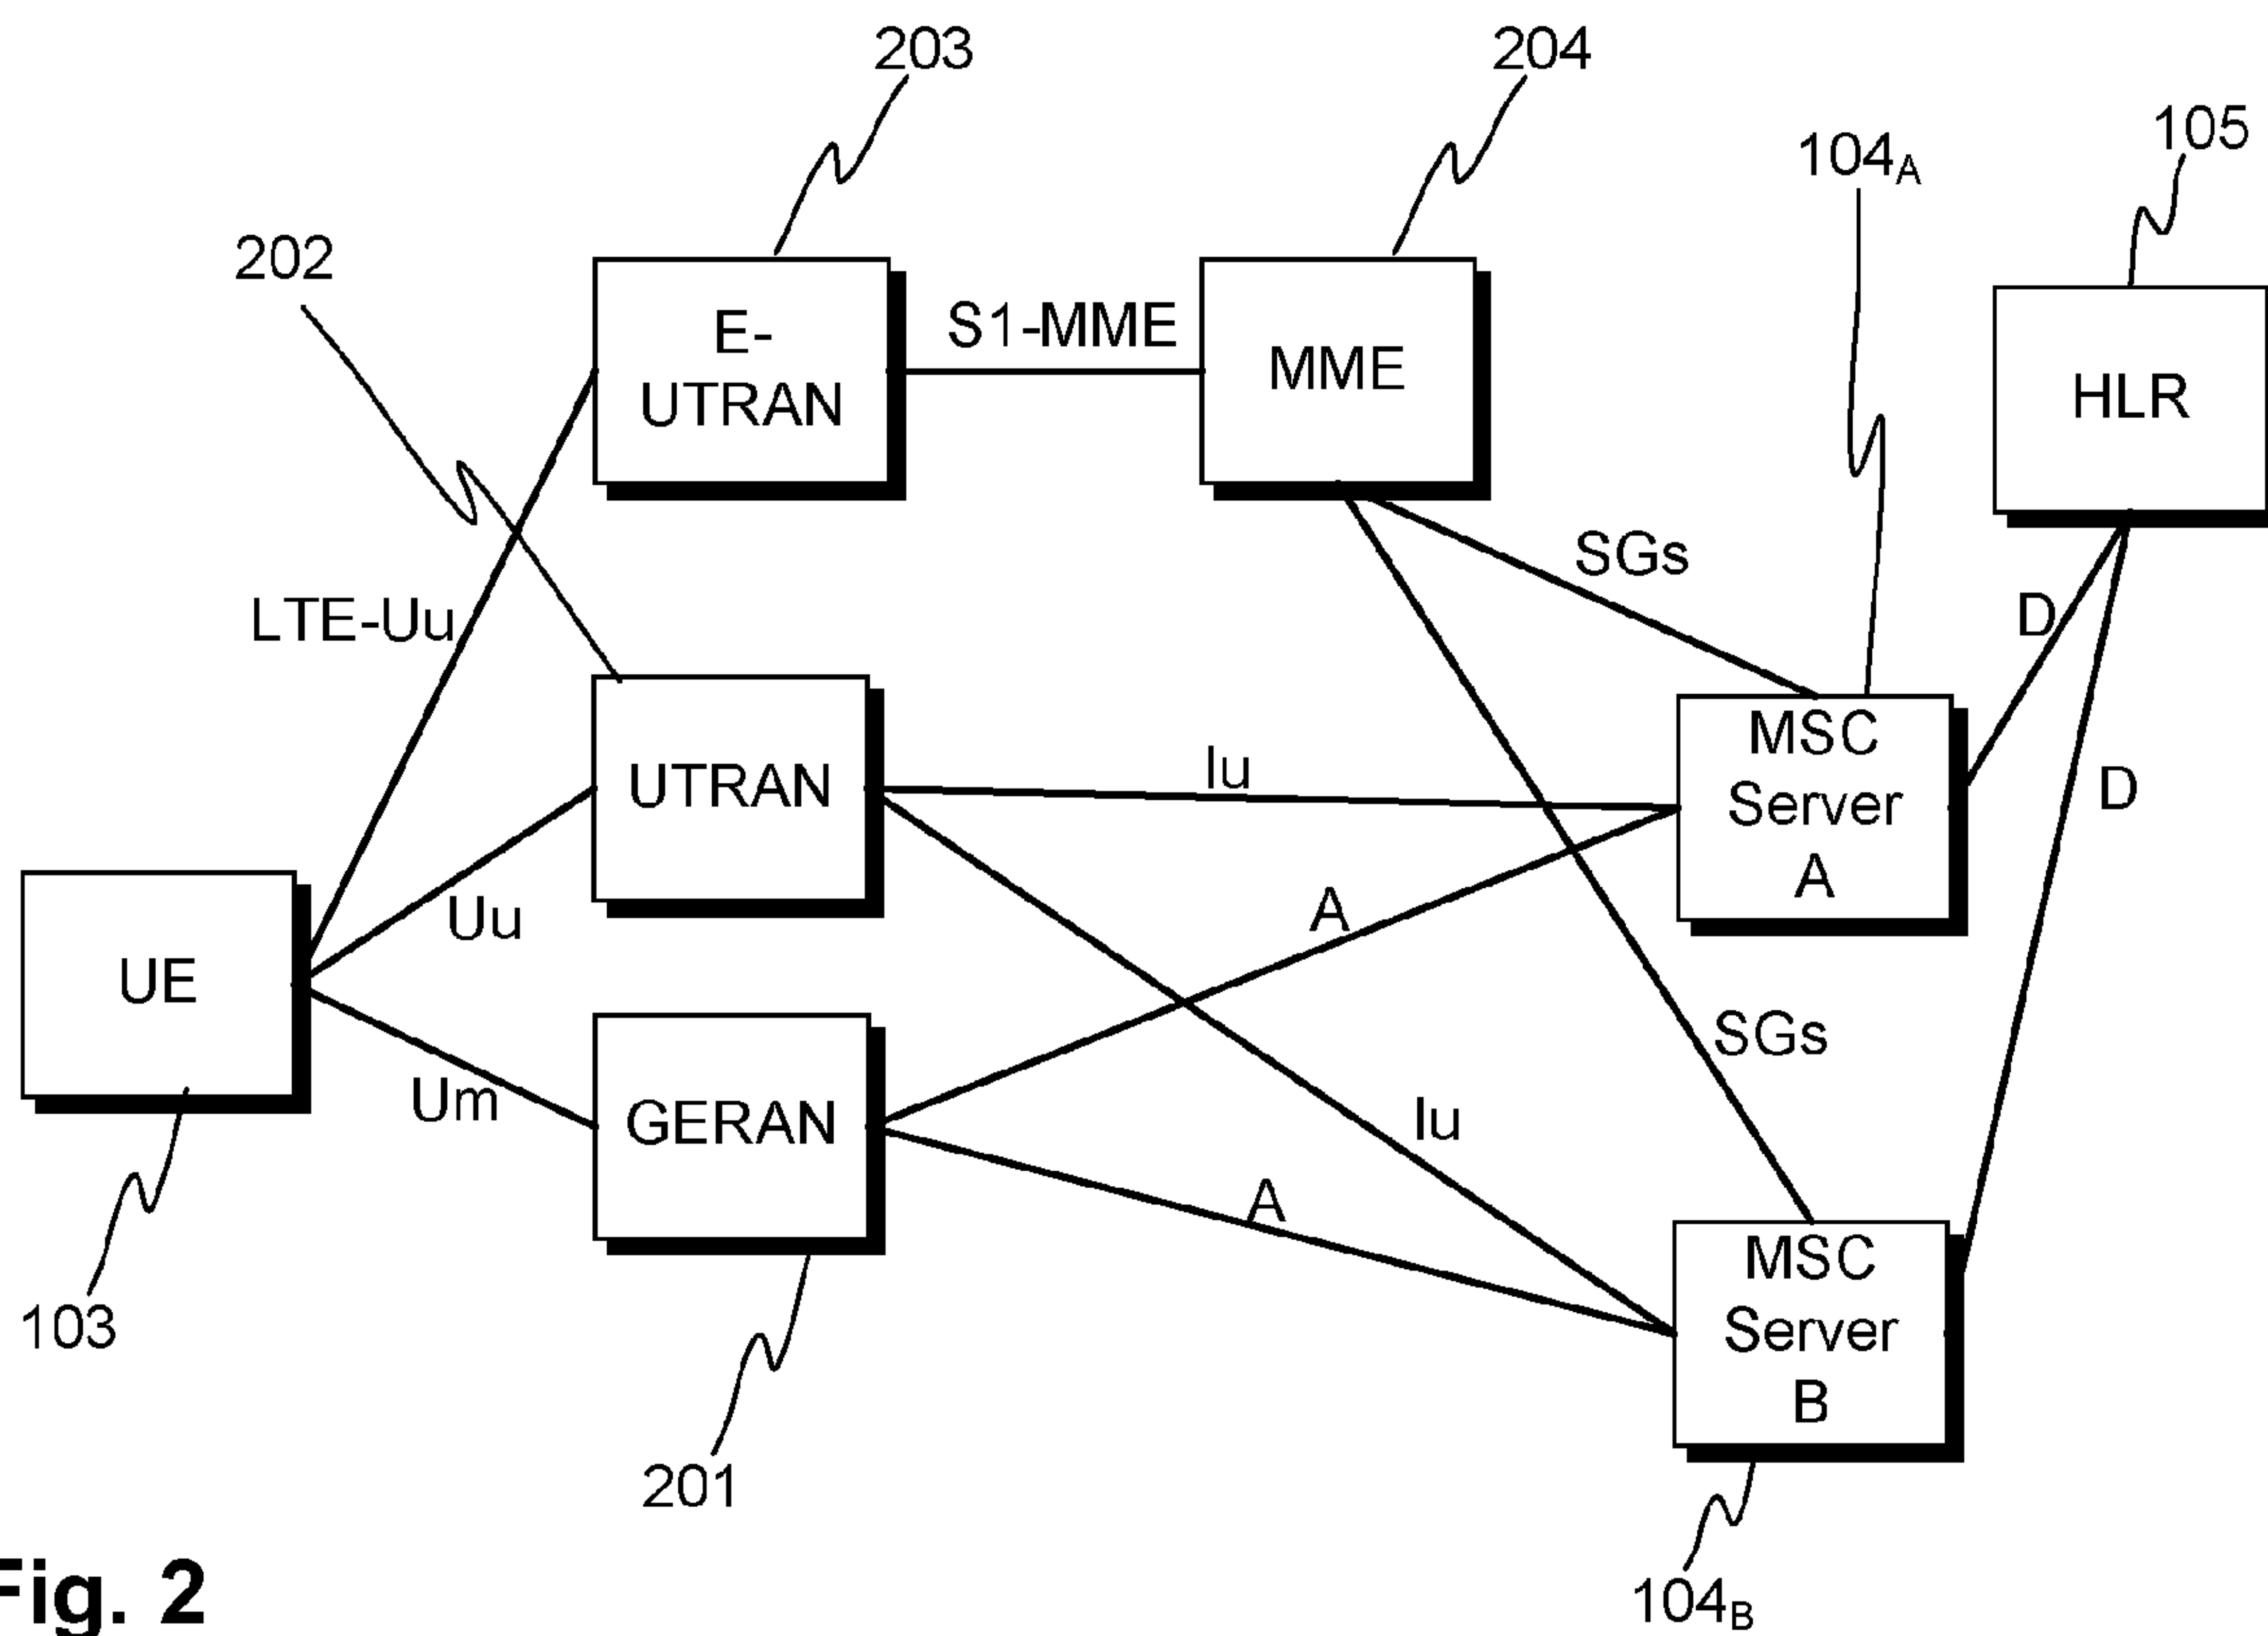 203
204
105
104A
202
E-
UTRAN
S1-MME
MME
HLR
SGs
LTE-Uu
D
MSC
Server
A
UTRAN
Iu
D
Uu
A
UE
SGs
Um
GERAN
Iu
A
MSC
Server
B
103
201
104B
Fig. 2